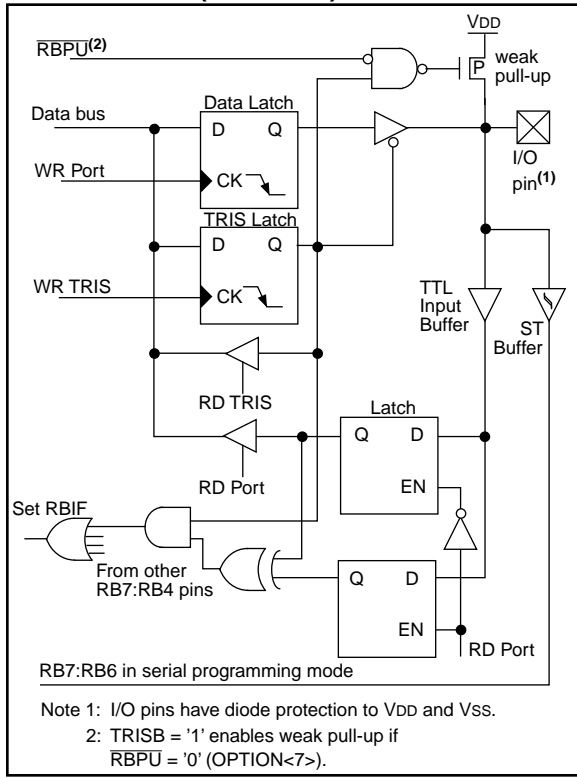 VDD
RBPU(2)
P
weak
pull-up
Data Latch
Data bus
D Q
I/O
pin(1)
WR Port
CK
TRIS Latch
D Q
WR TRIS
CK
TTL
Input
Buffer
ST
Buffer
RD TRIS
Latch
Q D
RD Port
EN
Set RBIF
From other
RB7:RB4 pins
Q D
EN
RD Port
RB7:RB6 in serial programming mode
Note 1: I/O pins have diode protection to VDD and VSS.
2: TRISB = '1' enables weak pull-up if
RBPU = '0' (OPTION<7>).